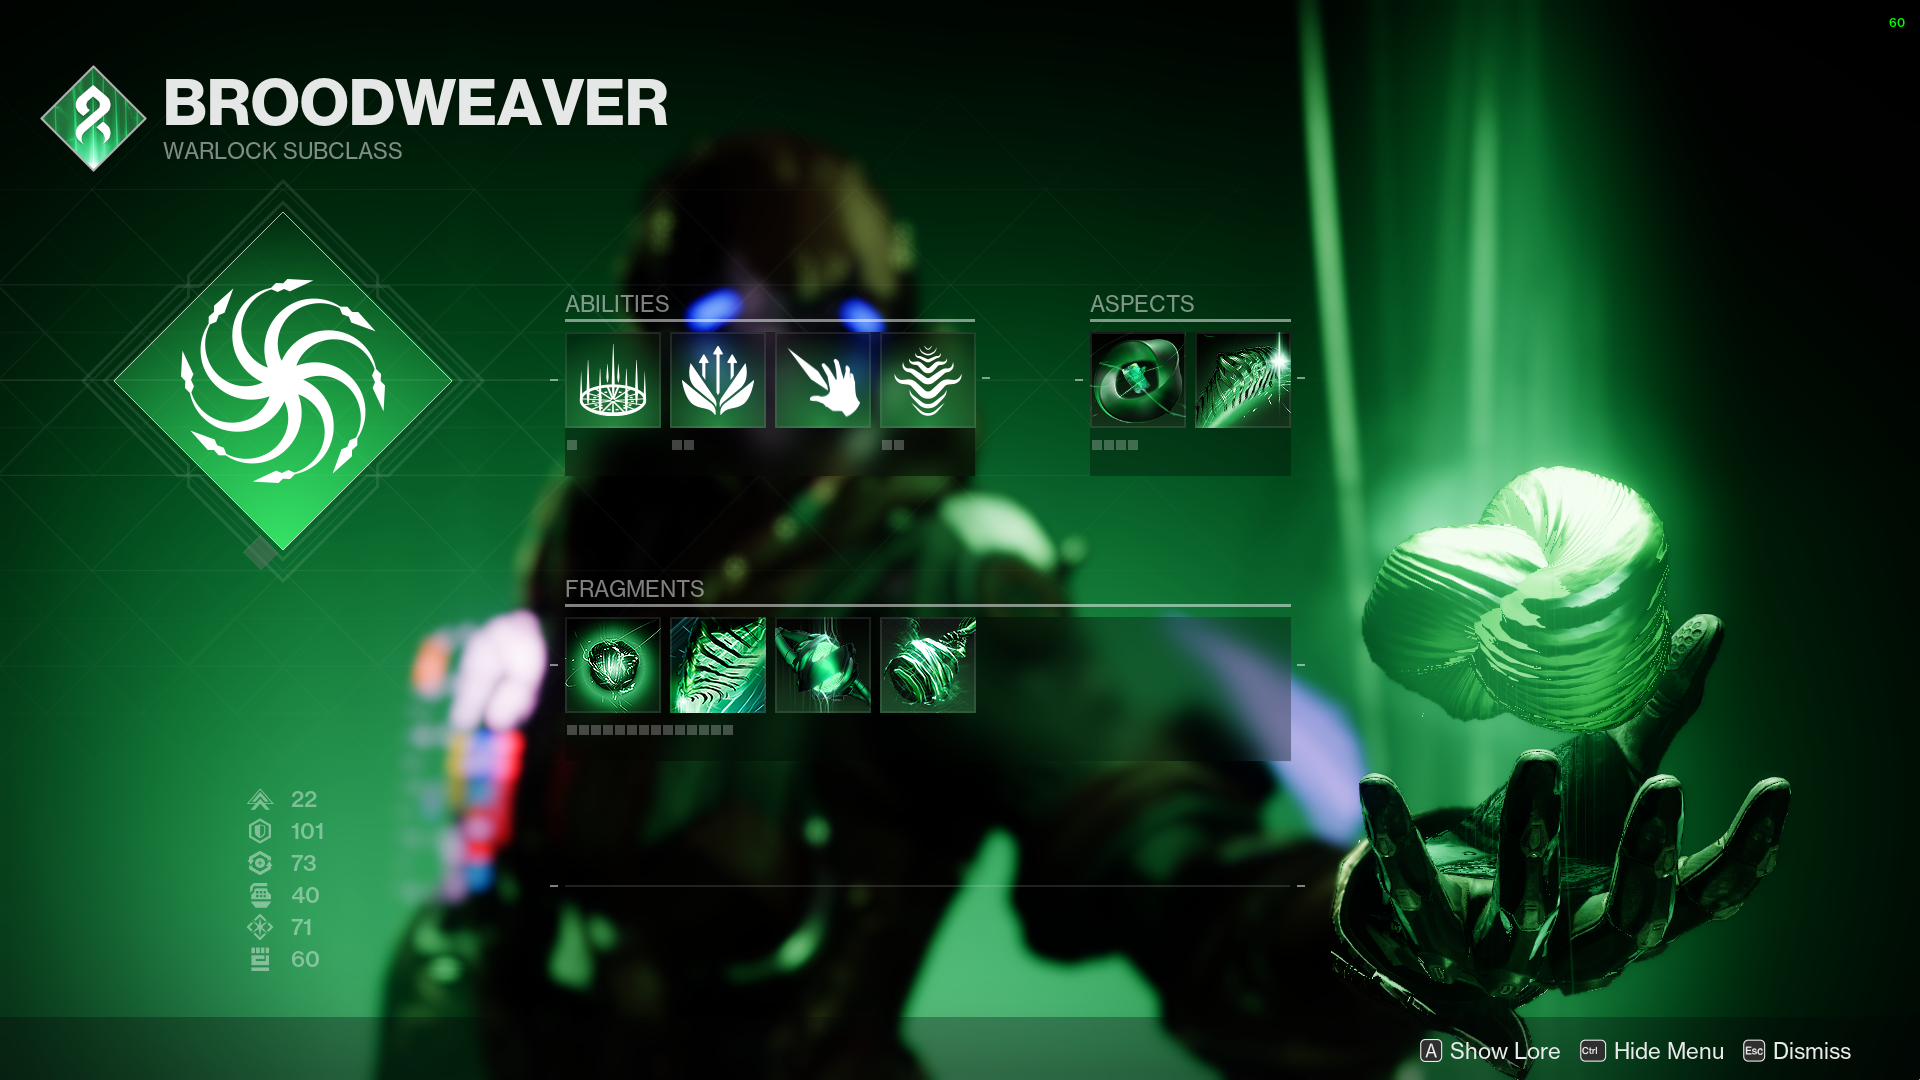 60
BROODWEAVER
WARLOCK SUBCLASS
ABILITIES
ASPECTS
FRAGMENTS
22
101
73
40
71
60
A Show Lore
Ctrl Hide Menu
Esc Dismiss